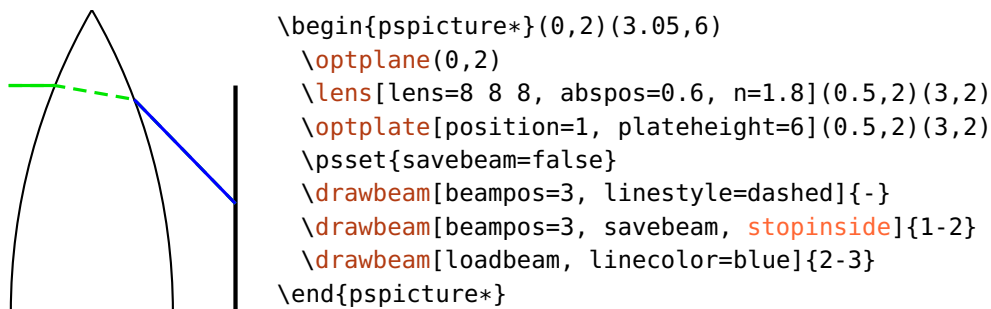 \begin{pspicture*}(0,2)(3.05,6)
\optplane(0,2)
\lens[lens=8 8 8, abspos=0.6, n=1.8](0.5,2)(3,2)
\optplate[position=1, plateheight=6](0.5,2)(3,2)
\psset{savebeam=false}
\drawbeam[beampos=3, linestyle=dashed]{-}
\drawbeam[beampos=3, savebeam, stopinside]{1-2}
\drawbeam[loadbeam, linecolor=blue]{2-3}
\end{pspicture*}